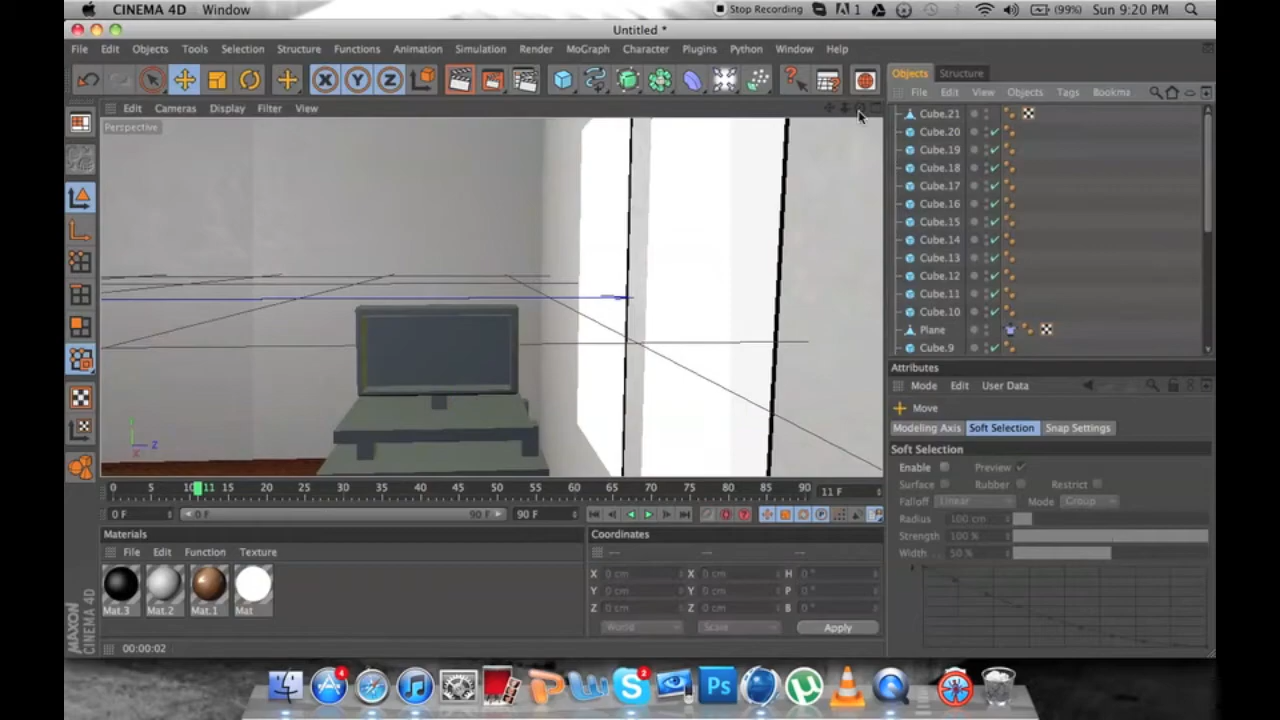 CINEMA 4D Window
Stop Recording 1 (99%) Sun 9:20 PM
Untitled *
File Edit Objects Tools Selection Structure Functions Animation Simulation Render MoGraph Character Plugins Python Window Help
X Y Z
Objects Structure
File Edit View Objects Tags Bookma
Edit Cameras Display Filter View
Perspective
Cube.21
Cube.20
Cube.19
Cube.18
Cube.17
Cube.16
Cube.15
Cube.14
Cube.13
Cube.12
Cube.11
Cube.10
Plane
Cube.9
Y Z X
Attributes
Mode Edit User Data
Move
Modeling Axis Soft Selection Snap Settings
Soft Selection
Enable Preview
Surface Rubber Restrict
Falloff Linear Mode Group
Radius 100 cm
Strength 100 %
Width 50 %
0 5 10 11 15 20 25 30 35 40 45 50 55 60 65 70 75 80 85 90 11 F
0 F 0 F 90 F 90 F
Materials
File Edit Function Texture
Mat.3 Mat.2 Mat.1 Mat
Coordinates
X 0 cm X 0 cm H 0 °
Y 0 cm Y 0 cm P 0 °
Z 0 cm Z 0 cm B 0 °
World Scale Apply
MAXON
CINEMA 4D
00:00:02
4 2
Ps